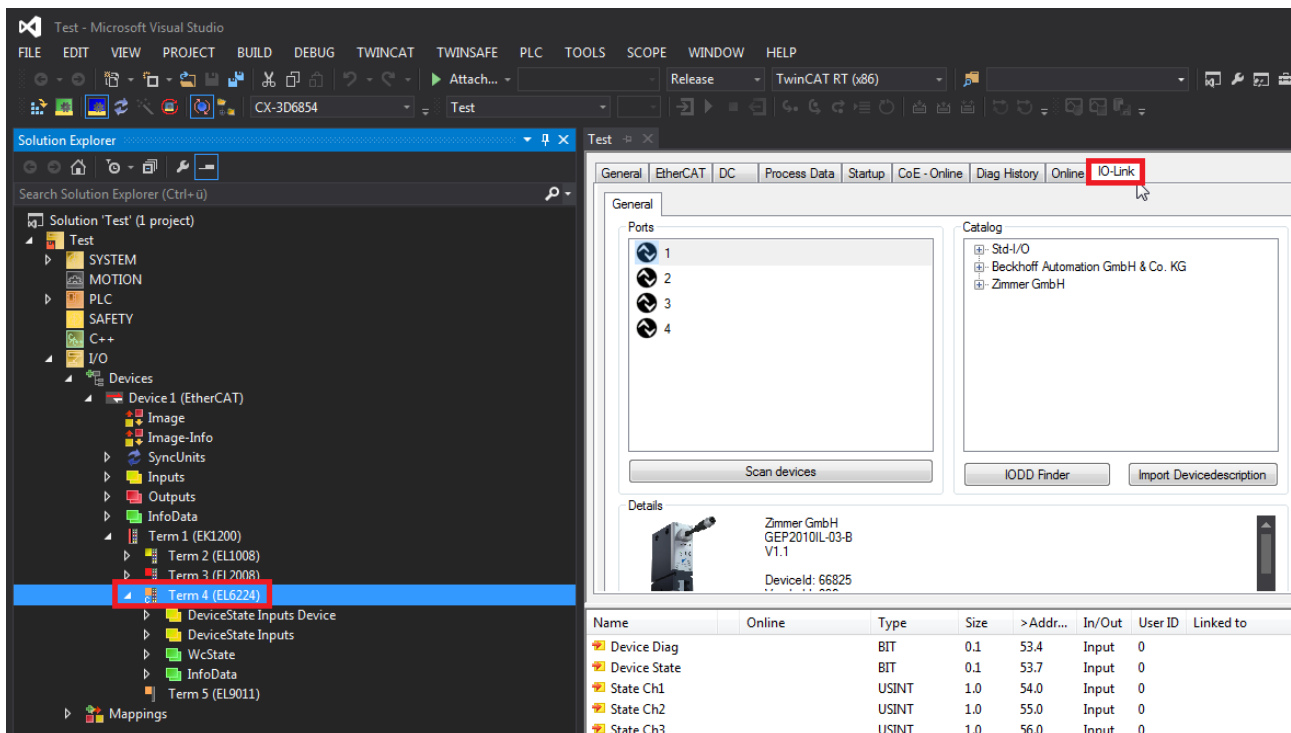 Test - Microsoft Visual Studio
FILE EDIT VIEW PROJECT BUILD DEBUG TWINCAT TWINSAFE PLC TOOLS SCOPE WINDOW HELP
Attach... Release TwinCAT RT (x86)
CX-3D6854 Test
Solution Explorer
Search Solution Explorer (Ctrl+ü)
Solution 'Test' (1 project)
Test
SYSTEM
MOTION
PLC
SAFETY
C++
I/O
Devices
Device 1 (EtherCAT)
Image
Image-Info
SyncUnits
Inputs
Outputs
InfoData
Term 1 (EK1200)
Term 2 (EL1008)
Term 3 (EL2008)
Term 4 (EL6224)
DeviceState Inputs Device
DeviceState Inputs
WcState
InfoData
Term 5 (EL9011)
Mappings
Test
General EtherCAT DC Process Data Startup CoE - Online Diag History Online IO-Link
General
Ports
1
2
3
4
Scan devices
Catalog
Std-I/O
Beckhoff Automation GmbH & Co. KG
Zimmer GmbH
IODD Finder Import Devicedescription
Details
Zimmer GmbH
GEP2010IL-03-B
V1.1
DeviceId: 66825
Name Online Type Size >Addr... In/Out User ID Linked to
Device Diag BIT 0.1 53.4 Input 0
Device State BIT 0.1 53.7 Input 0
State Ch1 USINT 1.0 54.0 Input 0
State Ch2 USINT 1.0 55.0 Input 0
State Ch3 USINT 1.0 56.0 Input 0